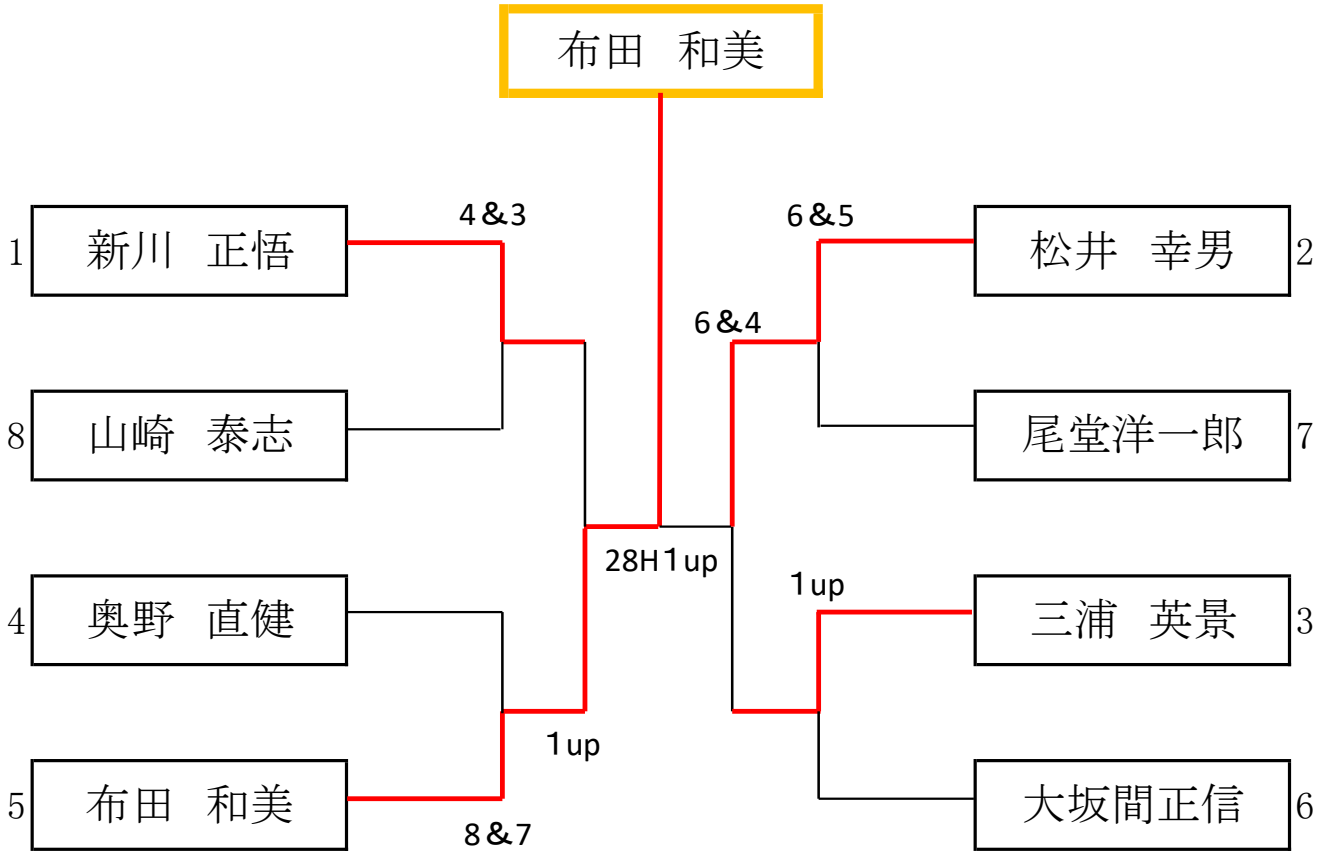 布田 和美
4&3
6&5
1 新川 正悟
松井 幸男 2
6&4
8 山崎 泰志
尾堂洋一郎 7
28H1up
1up
4 奥野 直健
三浦 英景 3
1up
5 布田 和美
大坂間正信 6
8&7